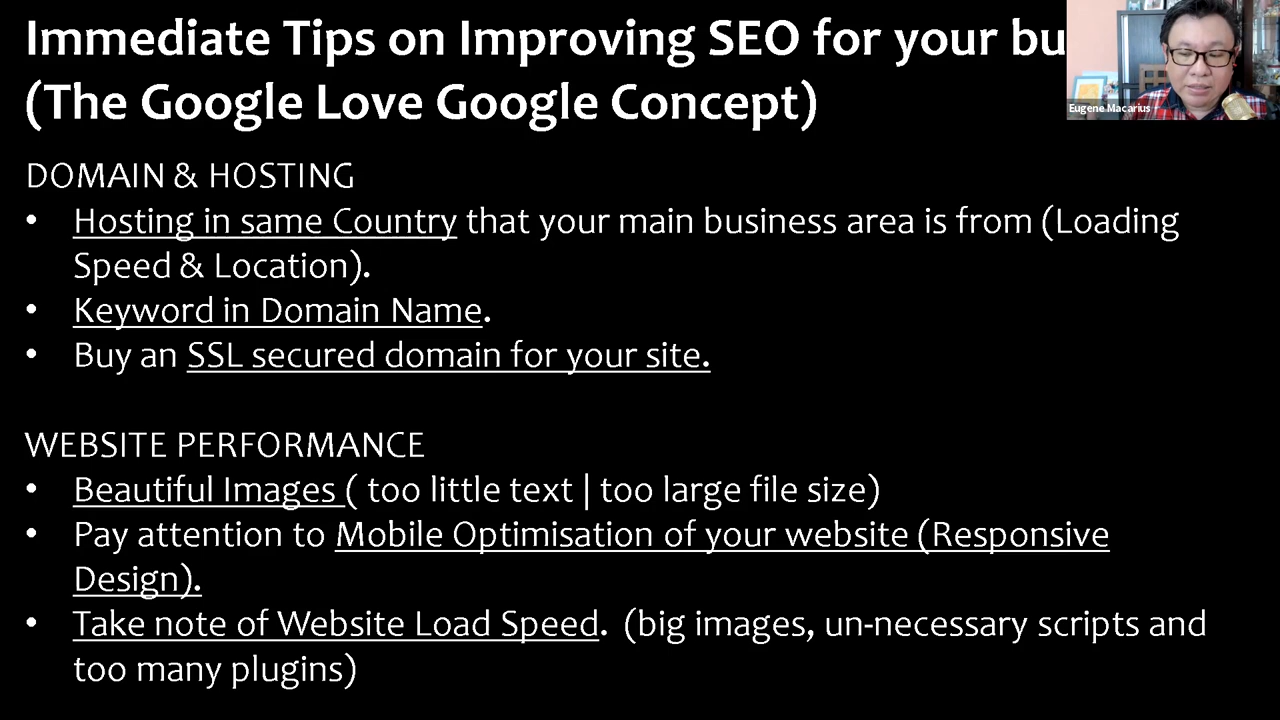 Immediate Tips on Improving SEO for your bu
(The Google Love Google Concept)
Eugene Macarius
DOMAIN & HOSTING
• Hosting in same Country that your main business area is from (Loading
Speed & Location).
• Keyword in Domain Name.
• Buy an SSL secured domain for your site.
WEBSITE PERFORMANCE
• Beautiful Images ( too little text | too large file size)
• Pay attention to Mobile Optimisation of your website (Responsive
Design).
• Take note of Website Load Speed. (big images, un-necessary scripts and
too many plugins)